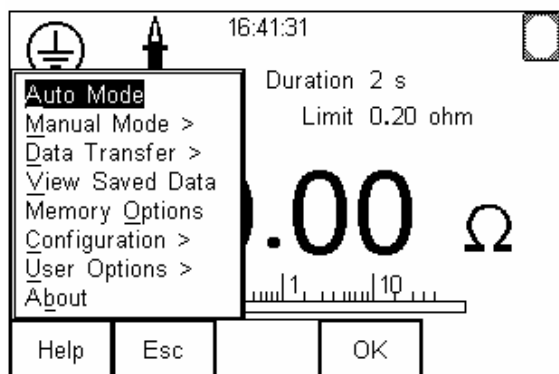 16:41:31
Duration 2 s
Limit 0.20 ohm
Auto Mode
Manual Mode >
Data Transfer >
View Saved Data
Memory Options
Configuration >
User Options >
About
.00 Ω
1 10
Help Esc OK